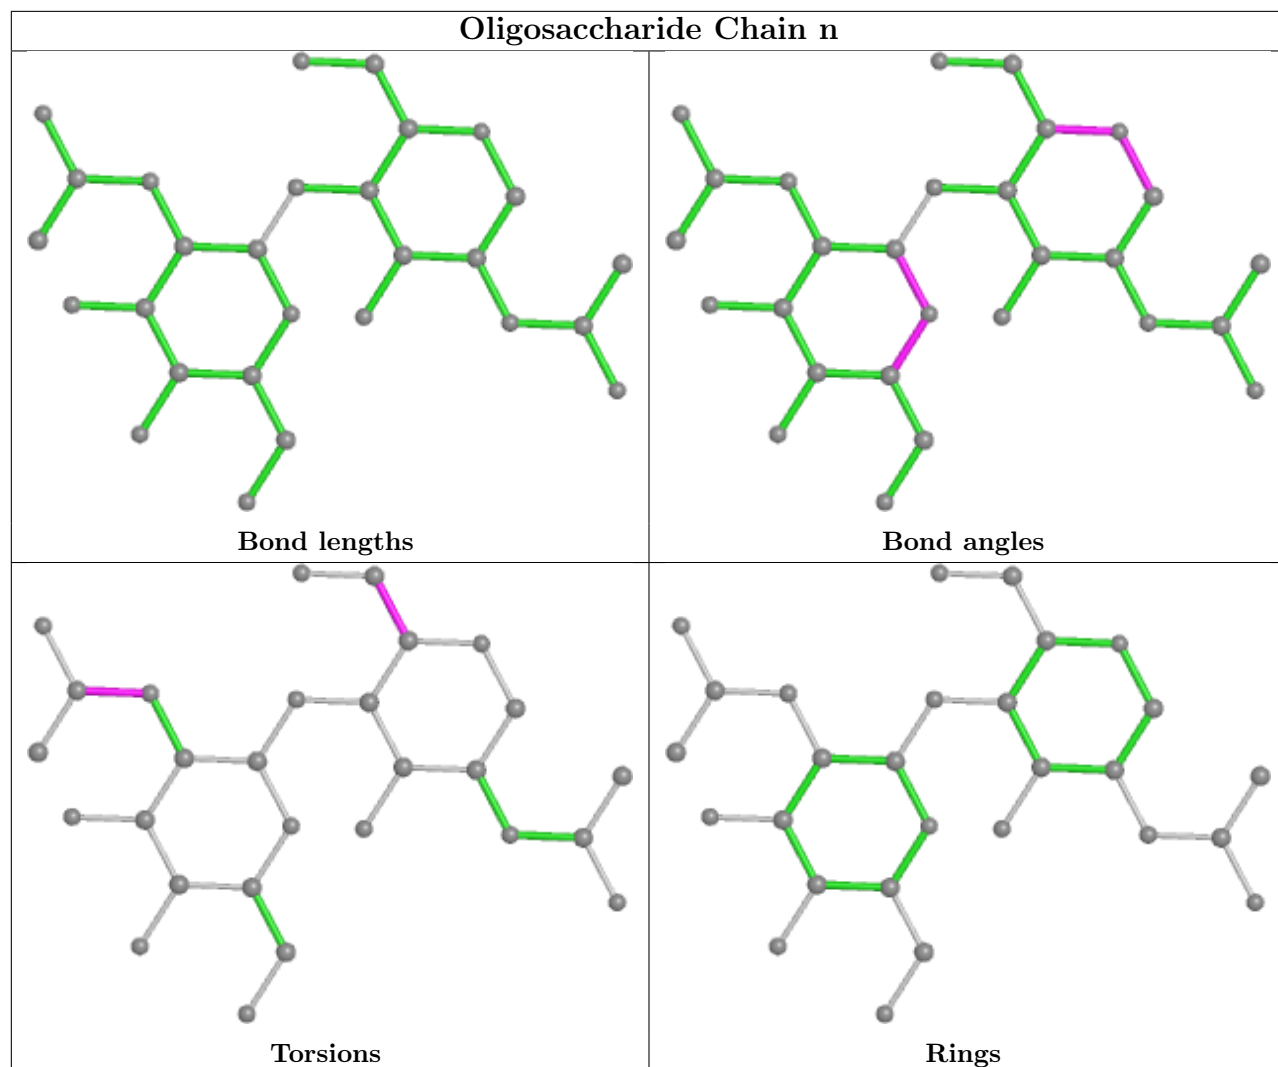 Oligosaccharide Chain n
Bond lengths
Bond angles
Torsions
Rings